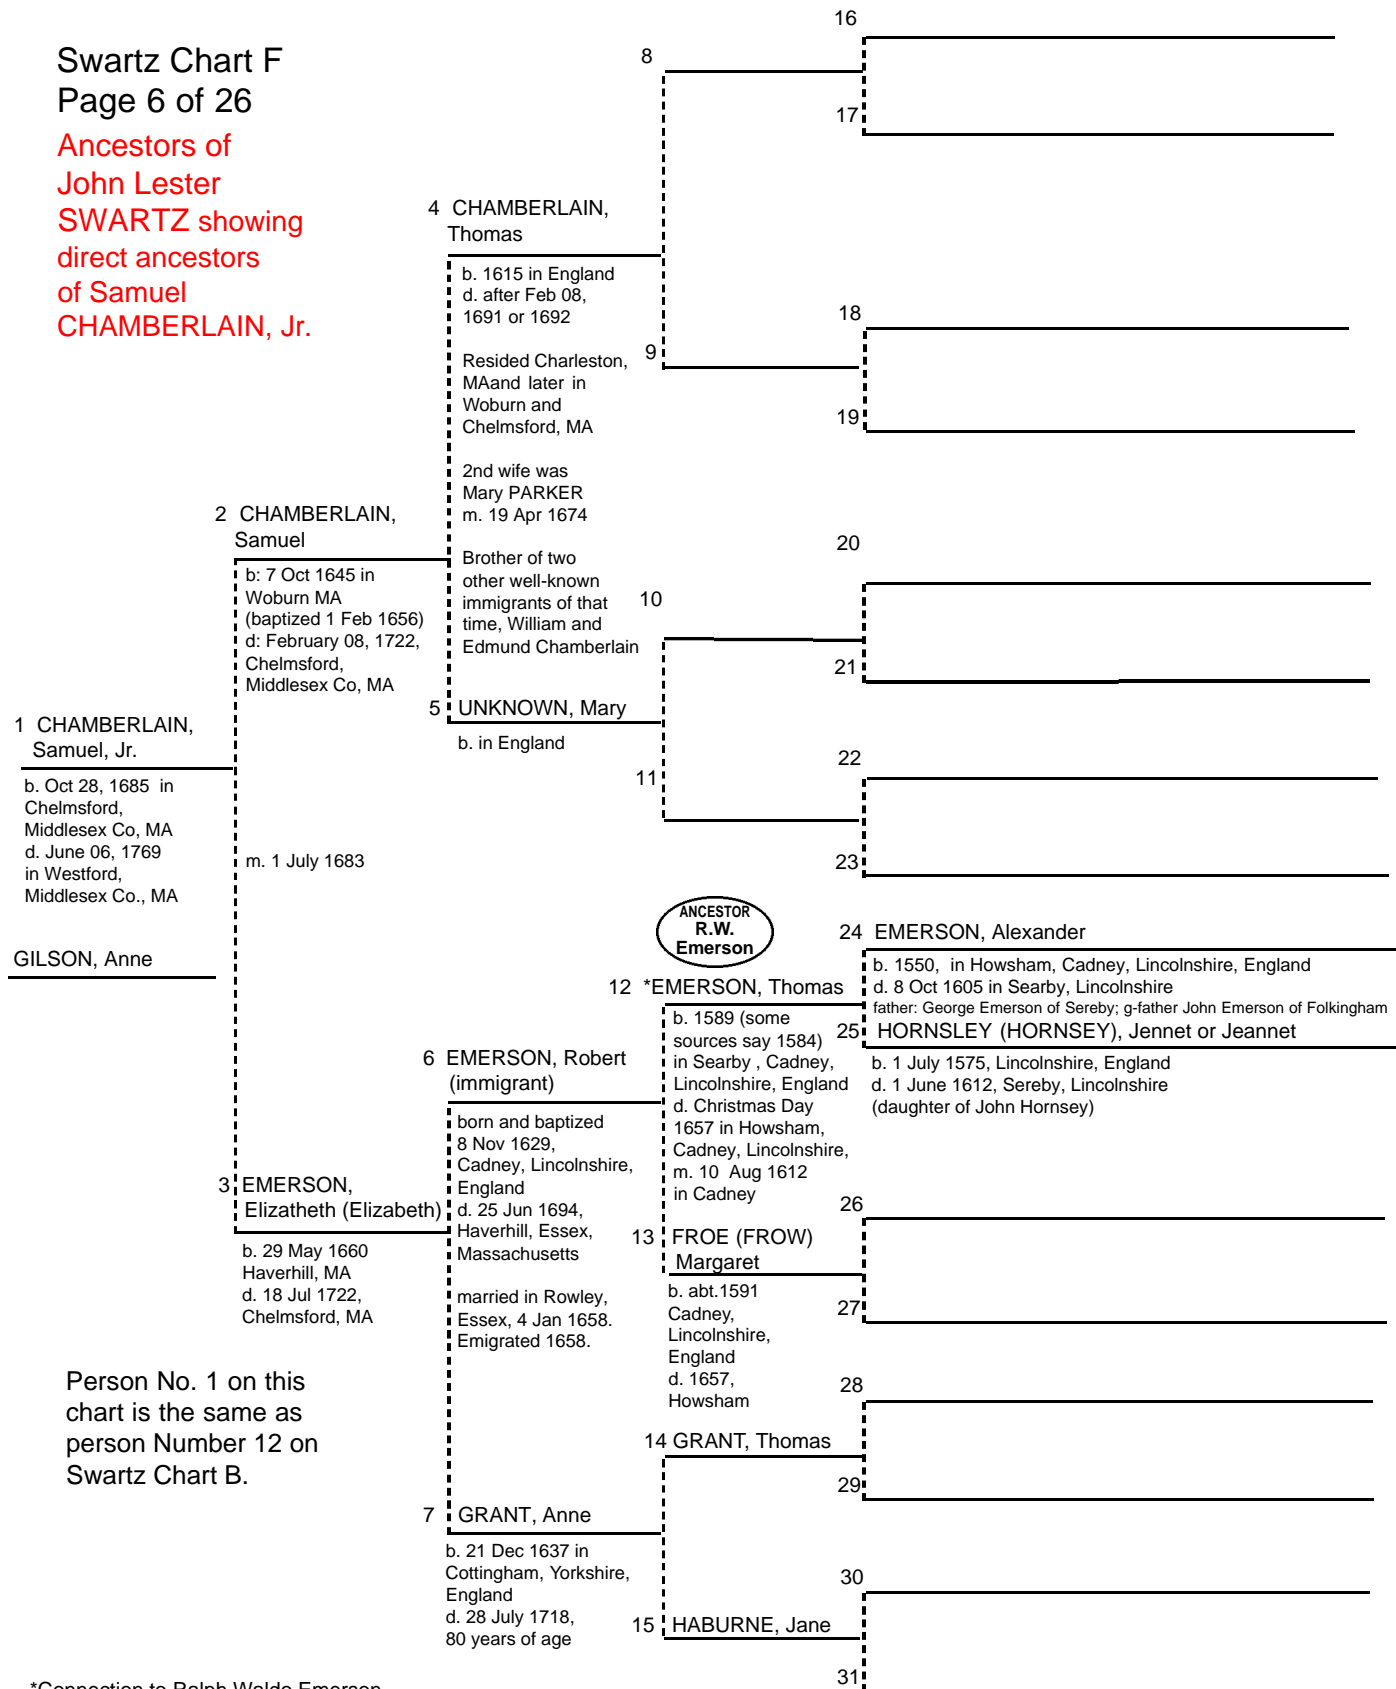 Swartz Chart F
Page 6 of 26
Ancestors of
John Lester
SWARTZ showing
direct ancestors
of Samuel
CHAMBERLAIN, Jr.
1 CHAMBERLAIN,
Samuel, Jr.
b. Oct 28, 1685 in
Chelmsford,
Middlesex Co, MA
d. June 06, 1769
in Westford,
Middlesex Co., MA
GILSON, Anne
2 CHAMBERLAIN,
Samuel
b: 7 Oct 1645 in
Woburn MA
(baptized 1 Feb 1656)
d: February 08, 1722,
Chelmsford,
Middlesex Co, MA
m. 1 July 1683
3 EMERSON,
Elizatheth (Elizabeth)
b. 29 May 1660
Haverhill, MA
d. 18 Jul 1722,
Chelmsford, MA
Person No. 1 on this
chart is the same as
person Number 12 on
Swartz Chart B.
4 CHAMBERLAIN,
Thomas
b. 1615 in England
d. after Feb 08,
1691 or 1692
Resided Charleston,
MAand later in
Woburn and
Chelmsford, MA
2nd wife was
Mary PARKER
m. 19 Apr 1674
Brother of two
other well-known
immigrants of that
time, William and
Edmund Chamberlain
5 UNKNOWN, Mary
b. in England
6 EMERSON, Robert
(immigrant)
born and baptized
8 Nov 1629,
Cadney, Lincolnshire,
England
d. 25 Jun 1694,
Haverhill, Essex,
Massachusetts
married in Rowley,
Essex, 4 Jan 1658.
Emigrated 1658.
7 GRANT, Anne
b. 21 Dec 1637 in
Cottingham, Yorkshire,
England
d. 28 July 1718,
80 years of age
8
9
10
11
ANCESTOR
R.W.
Emerson
12 *EMERSON, Thomas
b. 1589 (some
sources say 1584)
in Searby , Cadney,
Lincolnshire, England
d. Christmas Day
1657 in Howsham,
Cadney, Lincolnshire,
m. 10 Aug 1612
in Cadney
13 FROE (FROW)
Margaret
b. abt.1591
Cadney,
Lincolnshire,
England
d. 1657,
Howsham
14 GRANT, Thomas
15 HABURNE, Jane
16
17
18
19
20
21
22
23
24 EMERSON, Alexander
b. 1550, in Howsham, Cadney, Lincolnshire, England
d. 8 Oct 1605 in Searby, Lincolnshire
father: George Emerson of Sereby; g-father John Emerson of Folkingham
25 HORNSLEY (HORNSEY), Jennet or Jeannet
b. 1 July 1575, Lincolnshire, England
d. 1 June 1612, Sereby, Lincolnshire
(daughter of John Hornsey)
26
27
28
29
30
31
*Connection to Ralph Waldo Emerson